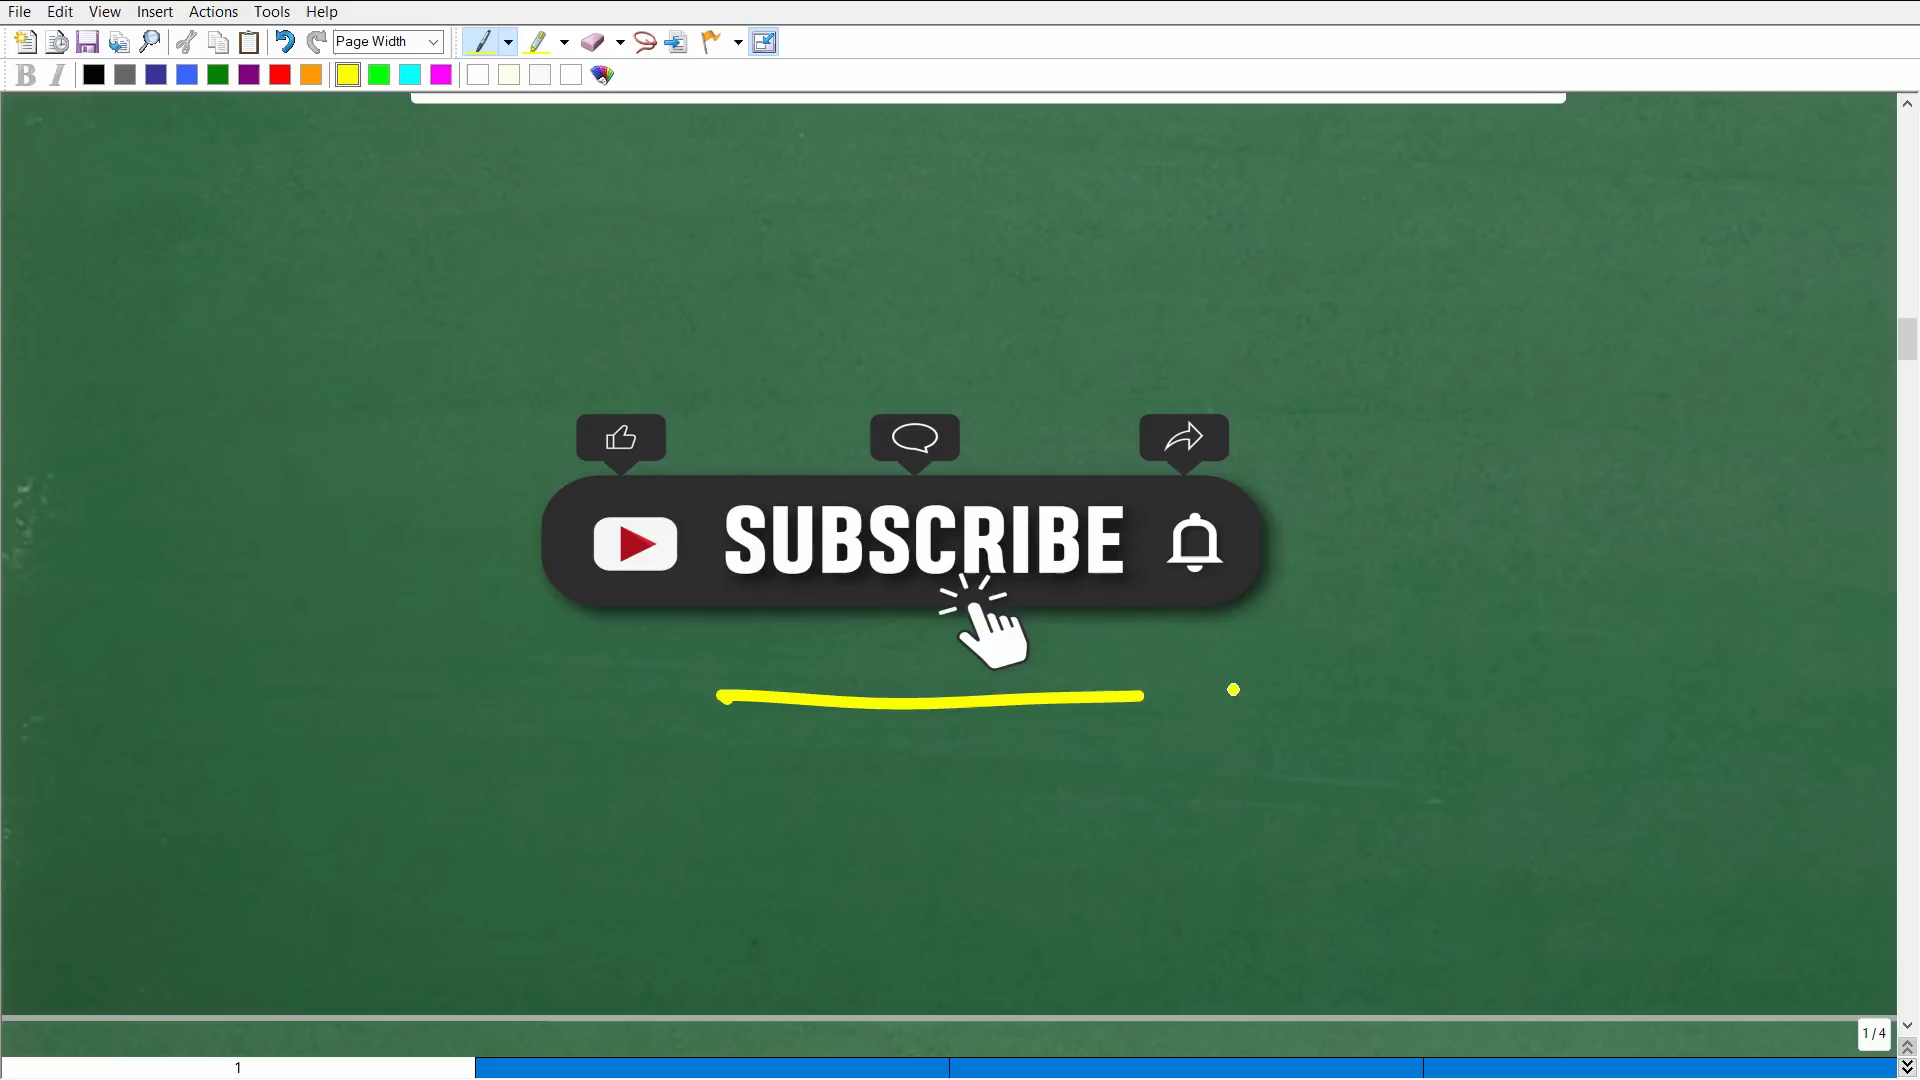 File Edit View Insert Actions Tools Help
Page Width
B I
SUBSCRIBE
1 / 4
1